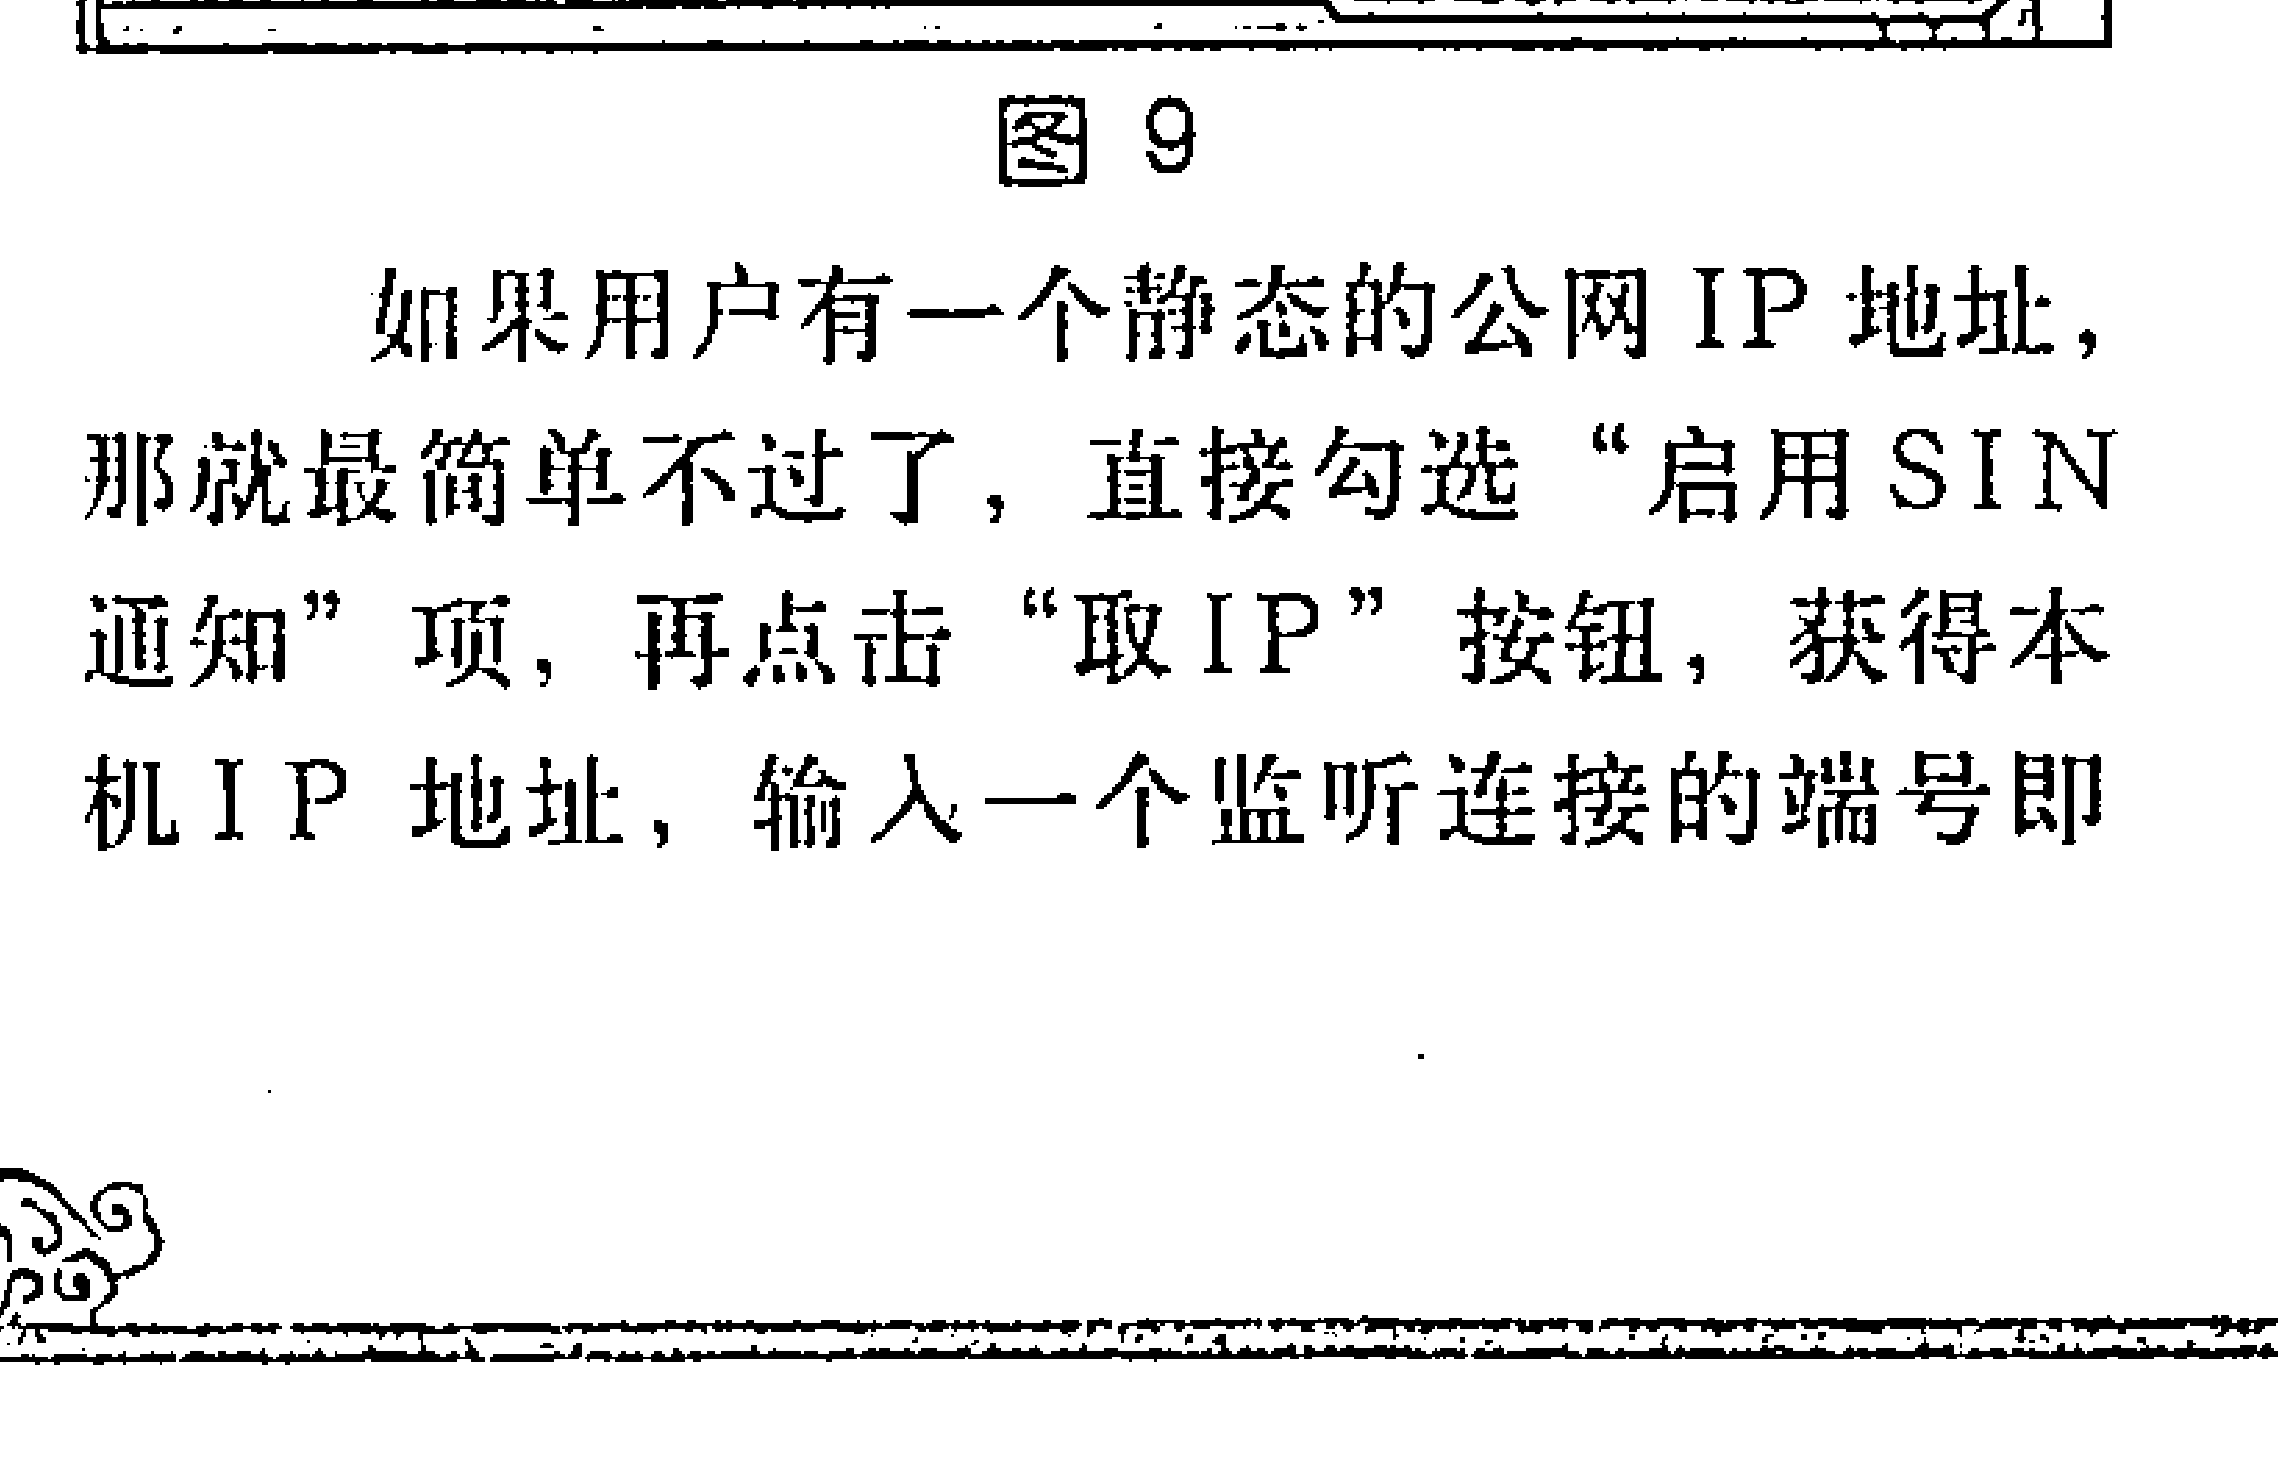 图 9
如果用户有一个静态的公网 IP 地址，
那就最简单不过了，直接勾选“启用SIN
通知”项，再点击“取IP”按钮，获得本
机IP 地址，输入一个监听连接的端号即